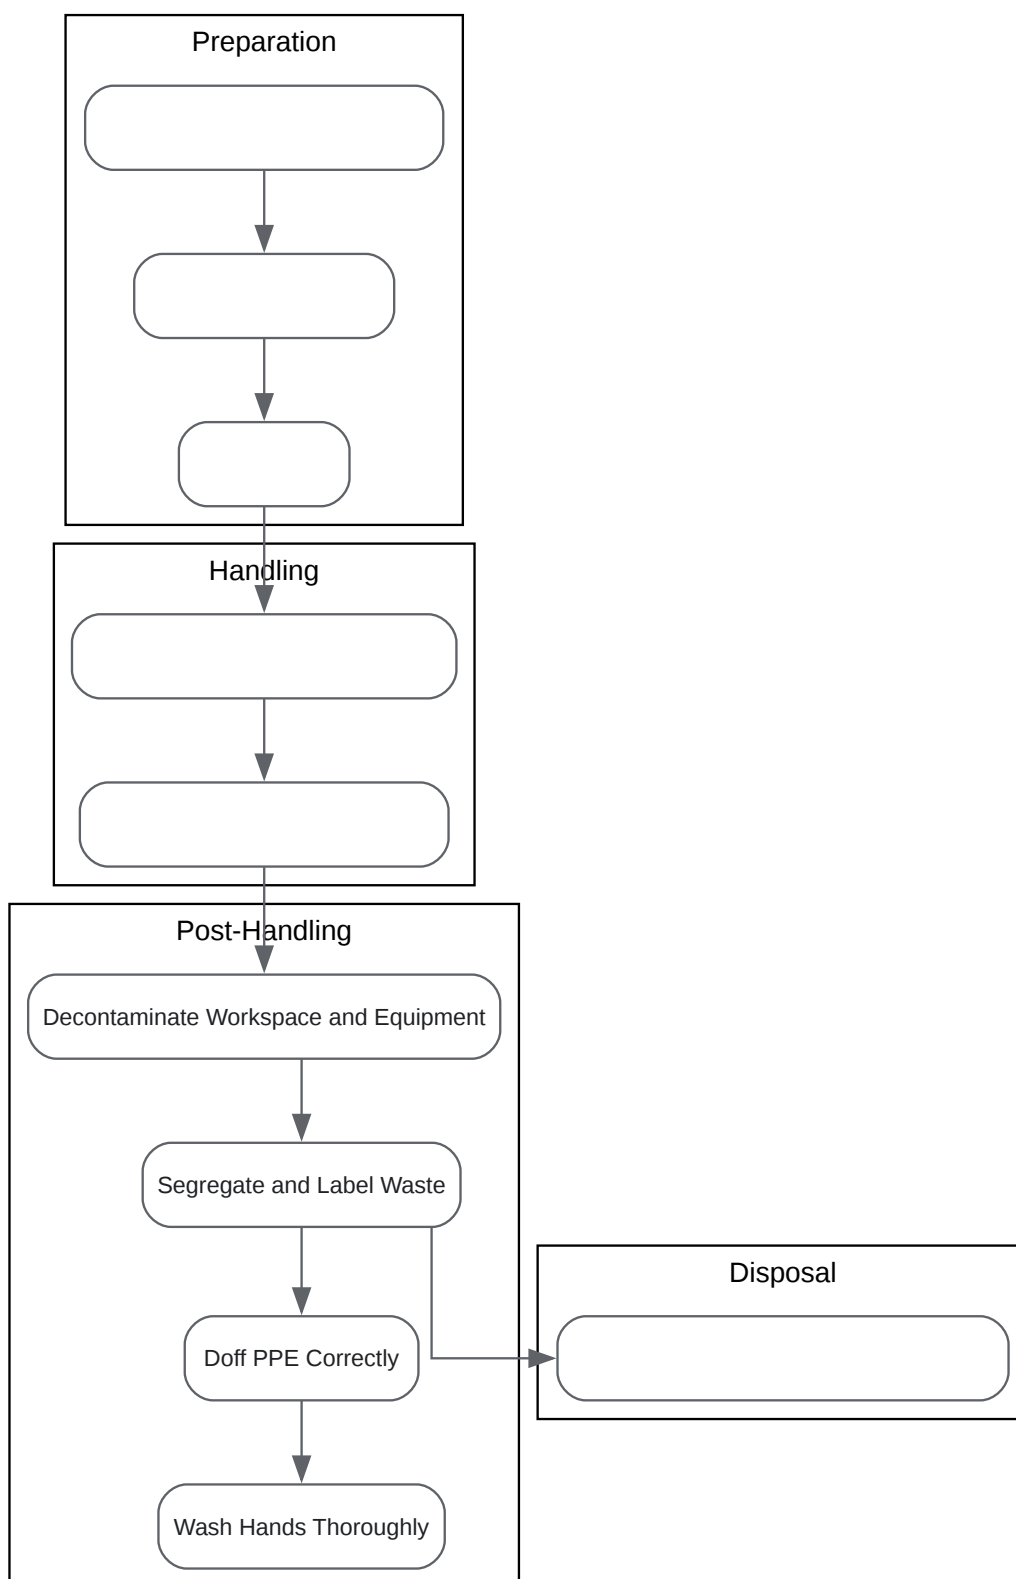 Preparation
Handling
Post-Handling
Decontaminate Workspace and Equipment
Segregate and Label Waste
Disposal
Doff PPE Correctly
Wash Hands Thoroughly